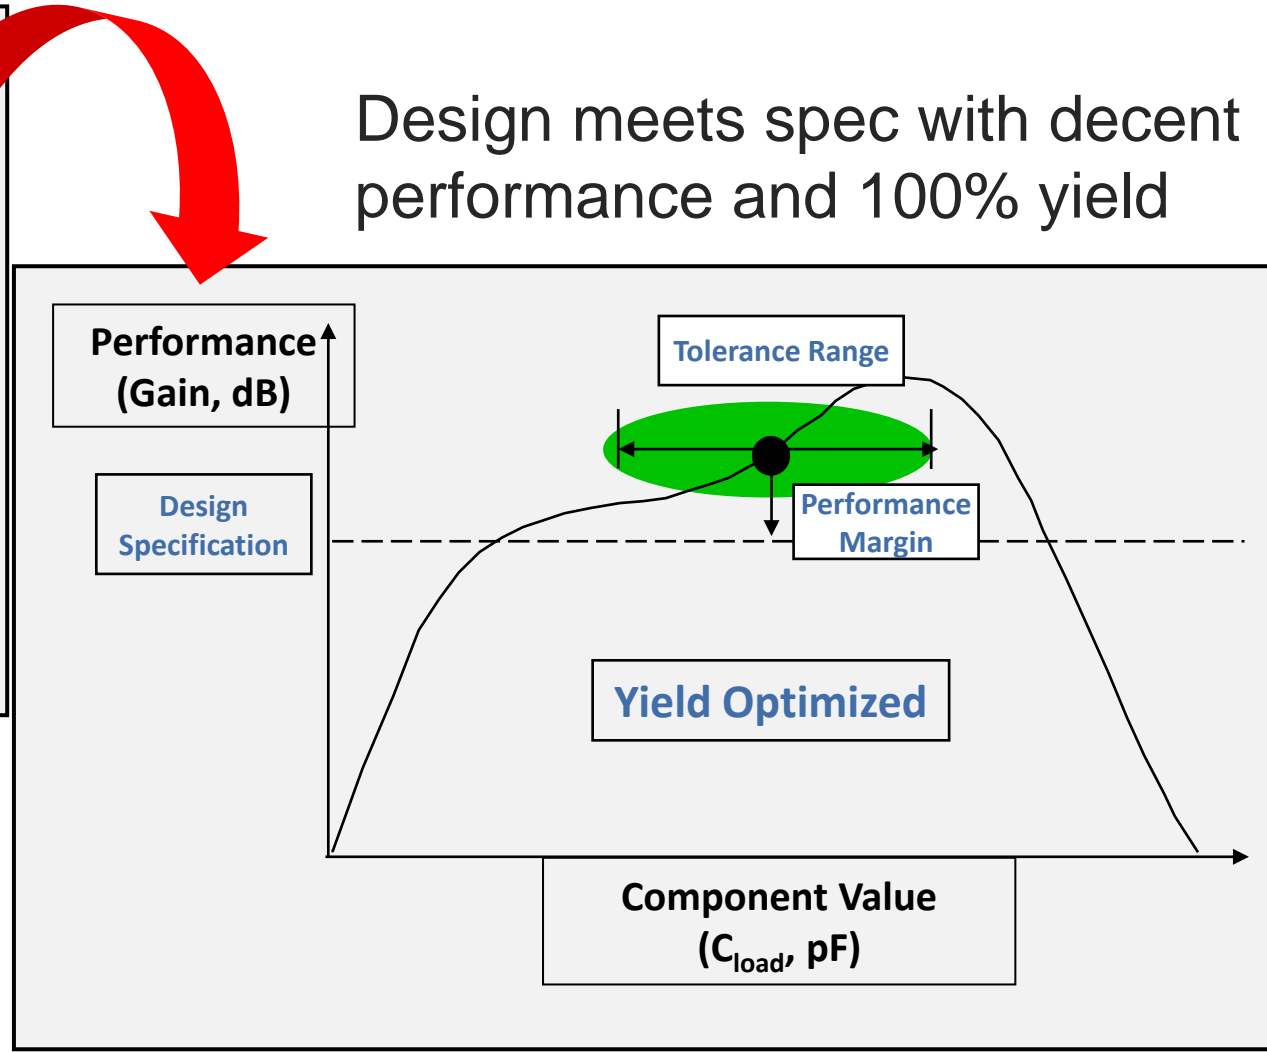 Design meets spec with decent
performance and 100% yield
Performance
(Gain, dB)
Tolerance Range
Design
Specification
Performance
Margin
Yield Optimized
Component Value
(Cload, pF)